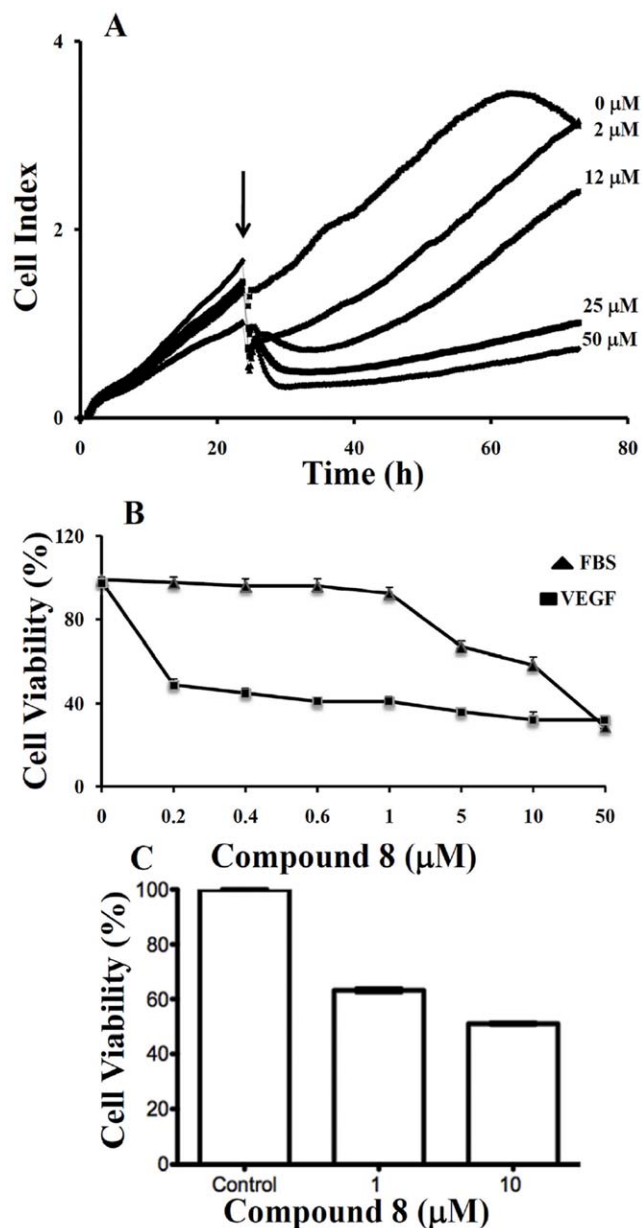 A
Cell Index
4
2
0
0 μM
2 μM
12 μM
25 μM
50 μM
0 20 40 60 80
Time (h)
B
Cell Viability (%)
120
80
40
0
FBS
VEGF
0 0.2 0.4 0.6 1 5 10 50
Compound 8 (μM)
C
Cell Viability (%)
100
80
60
40
20
0
Control 1 10
Compound 8 (μM)